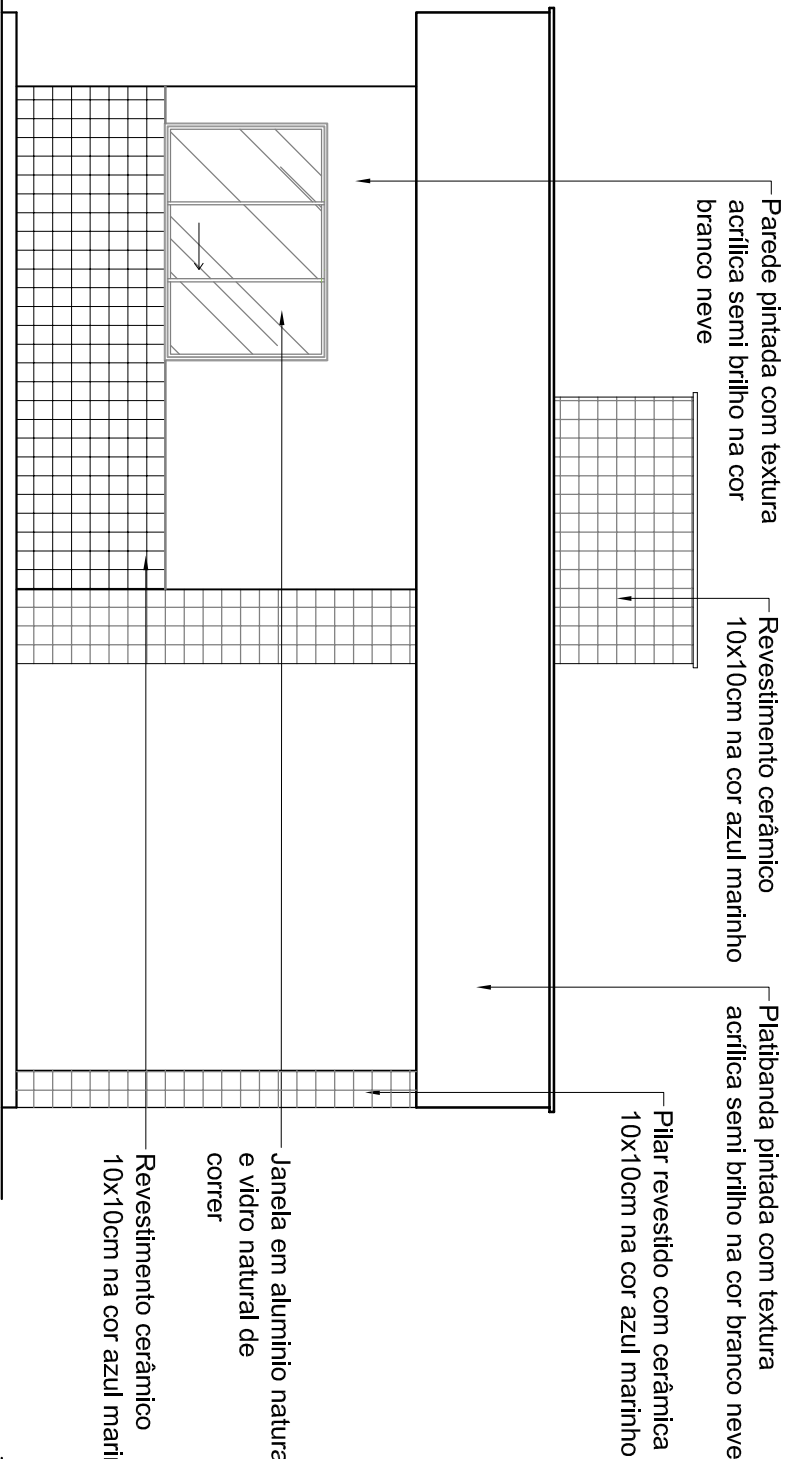 Parede pintada com textura
acrílica semi brilho na cor
branco neve
Revestimento cerâmico
10x10cm na cor azul marinho
Platibanda pintada com textura
acrílica semi brilho na cor branco neve
Pilar revestido com cerâmica
10x10cm na cor azul marinho
Janela em aluminio natura
e vidro natural de
correr
Revestimento cerâmico
10x10cm na cor azul marin